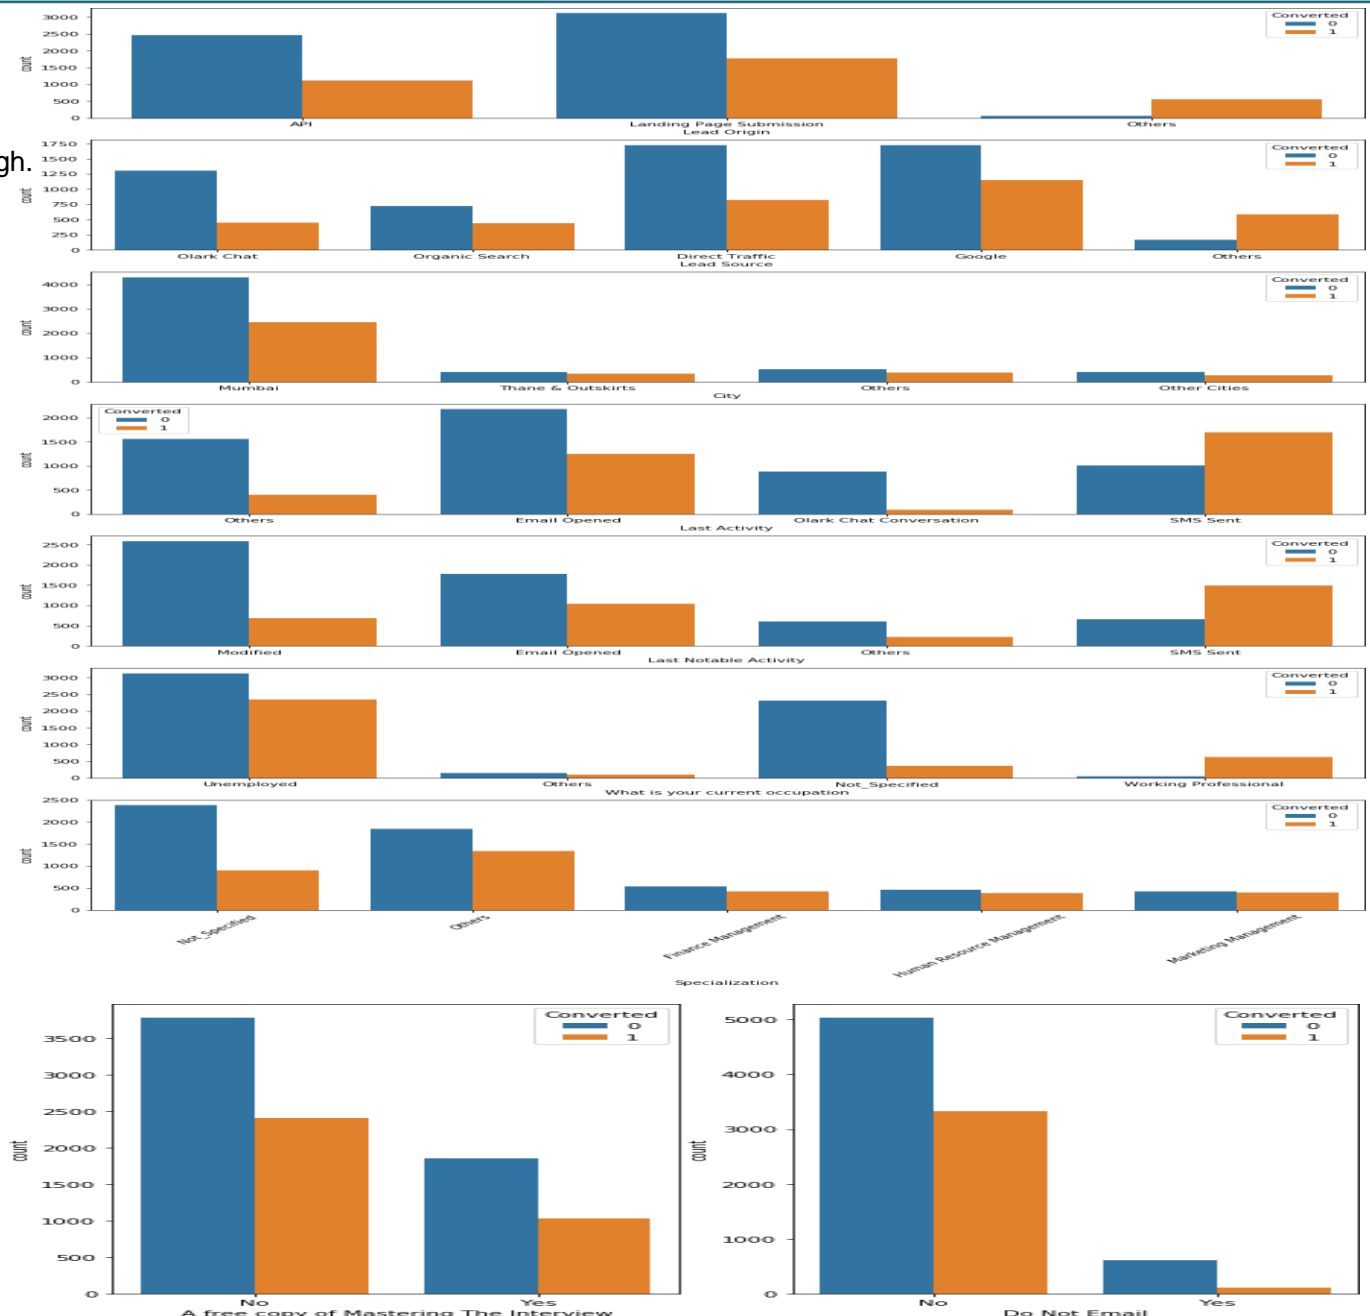 Converted
0
1
3000
2500
2000
1500
1000
500
0
count
API
Landing Page Submission
Others
Lead Origin
gh.
Converted
0
1
1750
1500
1250
1000
750
500
250
0
count
Olark Chat
Organic Search
Direct Traffic
Google
Others
Lead Source
Converted
0
1
4000
3000
2000
1000
0
count
Mumbai
Thane & Outskirts
Others
Other Cities
City
Converted
0
1
2000
1500
1000
500
0
count
Others
Email Opened
Olark Chat Conversation
SMS Sent
Last Activity
Converted
0
1
2500
2000
1500
1000
500
0
count
Modified
Email Opened
Others
SMS Sent
Last Notable Activity
Converted
0
1
3000
2500
2000
1500
1000
500
0
count
Unemployed
Others
Not_Specified
Working Professional
What is your current occupation
Converted
0
1
2500
2000
1500
1000
500
0
count
Not_Specified
Others
Finance Management
Human Resource Management
Marketing Management
Specialization
Converted
0
1
3500
3000
2500
2000
1500
1000
500
0
count
No
Yes
A free copy of Mastering The Interview
Converted
0
1
5000
4000
3000
2000
1000
0
count
No
Yes
Do Not Email